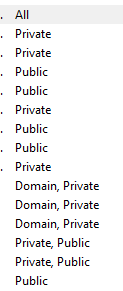 . All
. Private
. Private
. Public
. Public
. Private
. Public
. Public
. Private
Domain, Private
Domain, Private
Domain, Private
Private, Public
Private, Public
Public